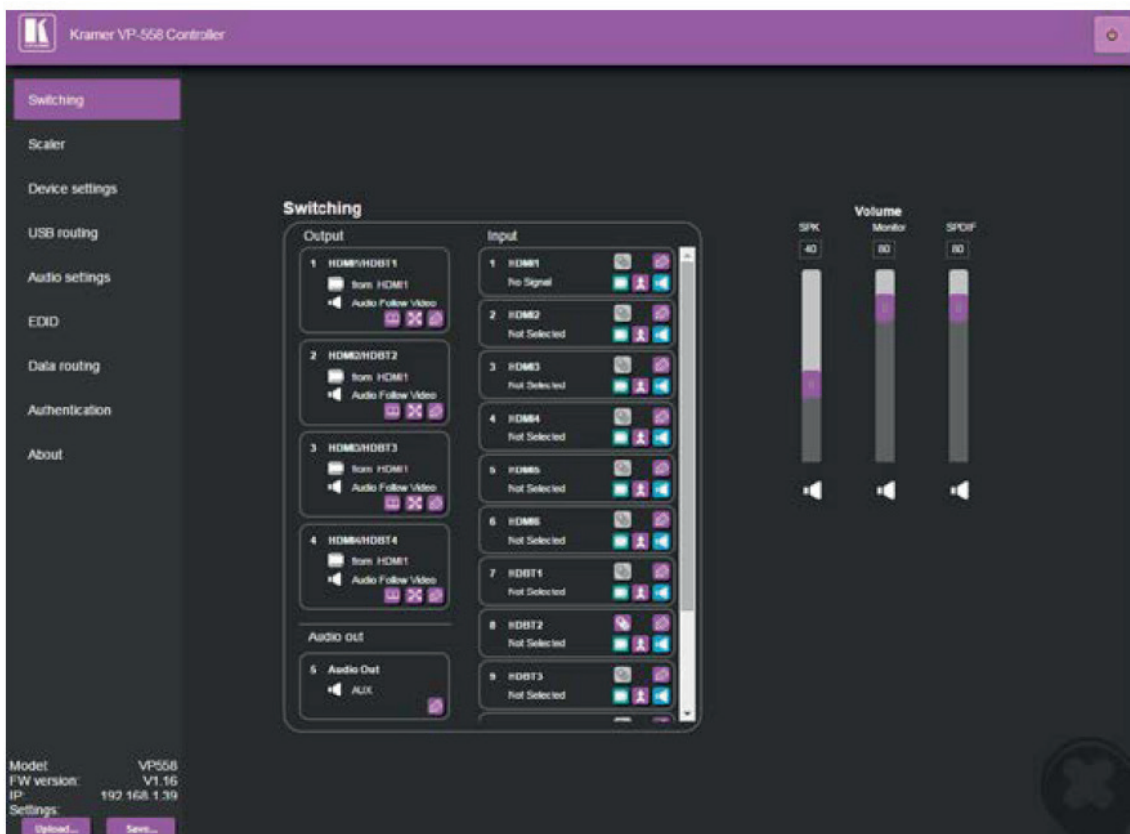 Kramer VP-558 Controller
Switching
Scaler
Device settings
USB routing
Audio settings
EDID
Data routing
Authentication
About
Model: VP558
FW version: V1.16
IP: 192.168.1.39
Settings:
Upload... Save...
Switching
Output
1 HDMI1/HDBT1
from HDMI1
Audio Follow Video
2 HDMI2/HDBT2
from HDMI1
Audio Follow Video
3 HDMI3/HDBT3
from HDMI1
Audio Follow Video
4 HDMI4/HDBT4
from HDMI1
Audio Follow Video
Audio out
5 Audio Out
AUX
Input
1 HDMI1
No Signal
2 HDMI2
Not Selected
3 HDMI3
Not Selected
4 HDMI4
Not Selected
5 HDMI5
Not Selected
6 HDMI6
Not Selected
7 HDBT1
Not Selected
8 HDBT2
Not Selected
9 HDBT3
Not Selected
Volume
SPK Monitor SPDIF
40 80 80